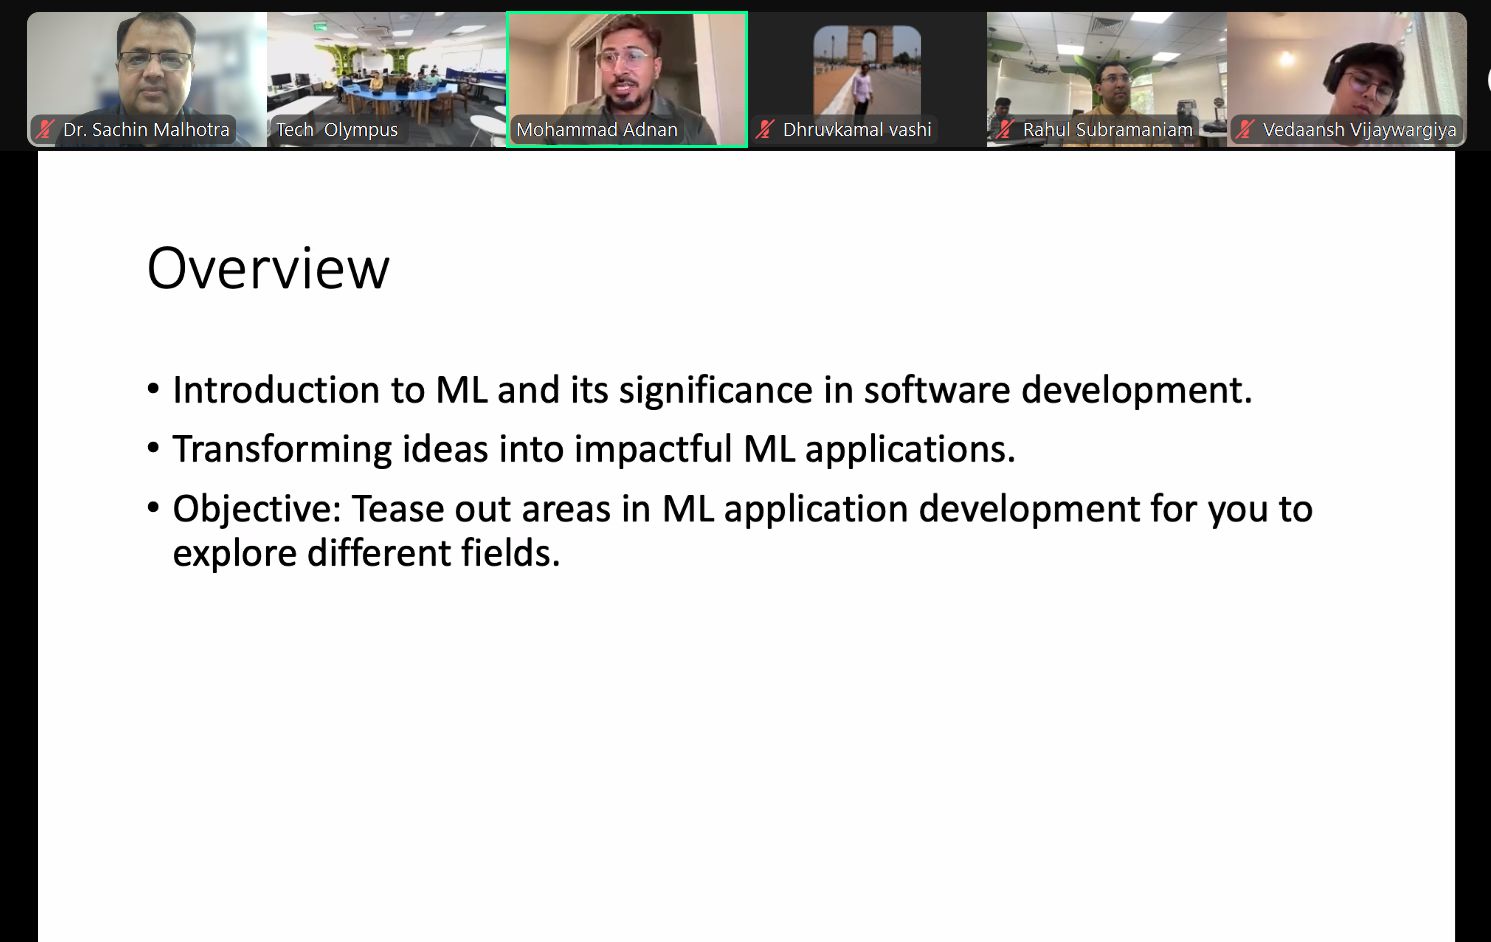 Dr. Sachin Malhotra
Tech Olympus
Mohammad Adnan
Dhruvkamal vashi
Rahul Subramaniam
Vedaansh Vijaywargiya
Overview
• Introduction to ML and its significance in software development.
• Transforming ideas into impactful ML applications.
• Objective: Tease out areas in ML application development for you to
explore different fields.